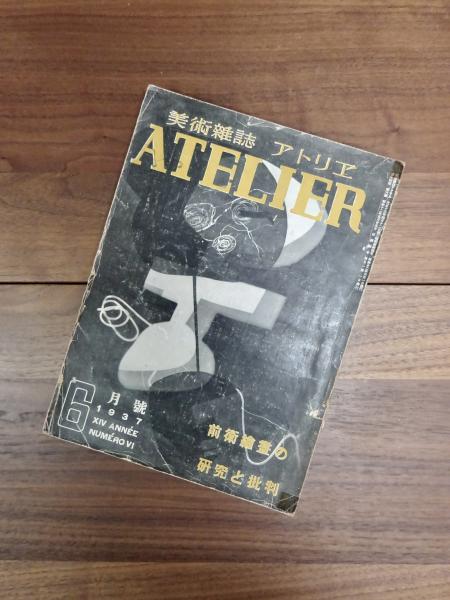 美術雜誌 アトリヱ
ATELIER
6
月號
1937
XIV ANNÉE
NUMÉRO VI
前衛繪畫の
研究と批判